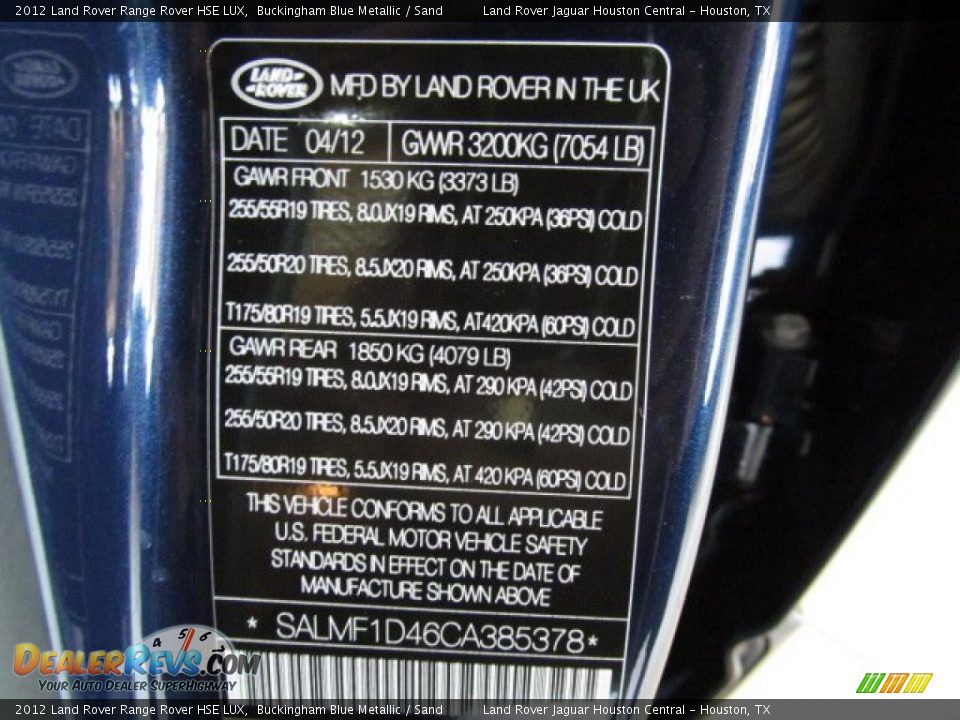 2012 Land Rover Range Rover HSE LUX, Buckingham Blue Metallic / Sand Land Rover Jaguar Houston Central - Houston, TX
LAND-ROVER MFD BY LAND ROVER IN THE UK
DATE 04/12 GVWR 3200KG (7054 LB)
GAWR FRONT 1530 KG (3373 LB)
255/55R19 TIRES, 8.0JX19 RIMS, AT 250KPA (36PSI) COLD
255/50R20 TIRES, 8.5JX20 RIMS, AT 250KPA (36PSI) COLD
T175/80R19 TIRES, 5.5JX19 RIMS, AT420KPA (60PSI) COLD
GAWR REAR 1850 KG (4079 LB)
255/55R19 TIRES, 8.0JX19 RIMS, AT 290 KPA (42PSI) COLD
255/50R20 TIRES, 8.5JX20 RIMS, AT 290 KPA (42PSI) COLD
T175/80R19 TIRES, 5.5JX19 RIMS, AT 420 KPA (60PSI) COLD
THIS VEHICLE CONFORMS TO ALL APPLICABLE
U.S. FEDERAL MOTOR VEHICLE SAFETY
STANDARDS IN EFFECT ON THE DATE OF
MANUFACTURE SHOWN ABOVE
* SALMF1D46CA385378 *
4 5 6
DEALERREVS.COM
YOUR AUTO DEALER SUPERHIGHWAY
2012 Land Rover Range Rover HSE LUX, Buckingham Blue Metallic / Sand Land Rover Jaguar Houston Central - Houston, TX